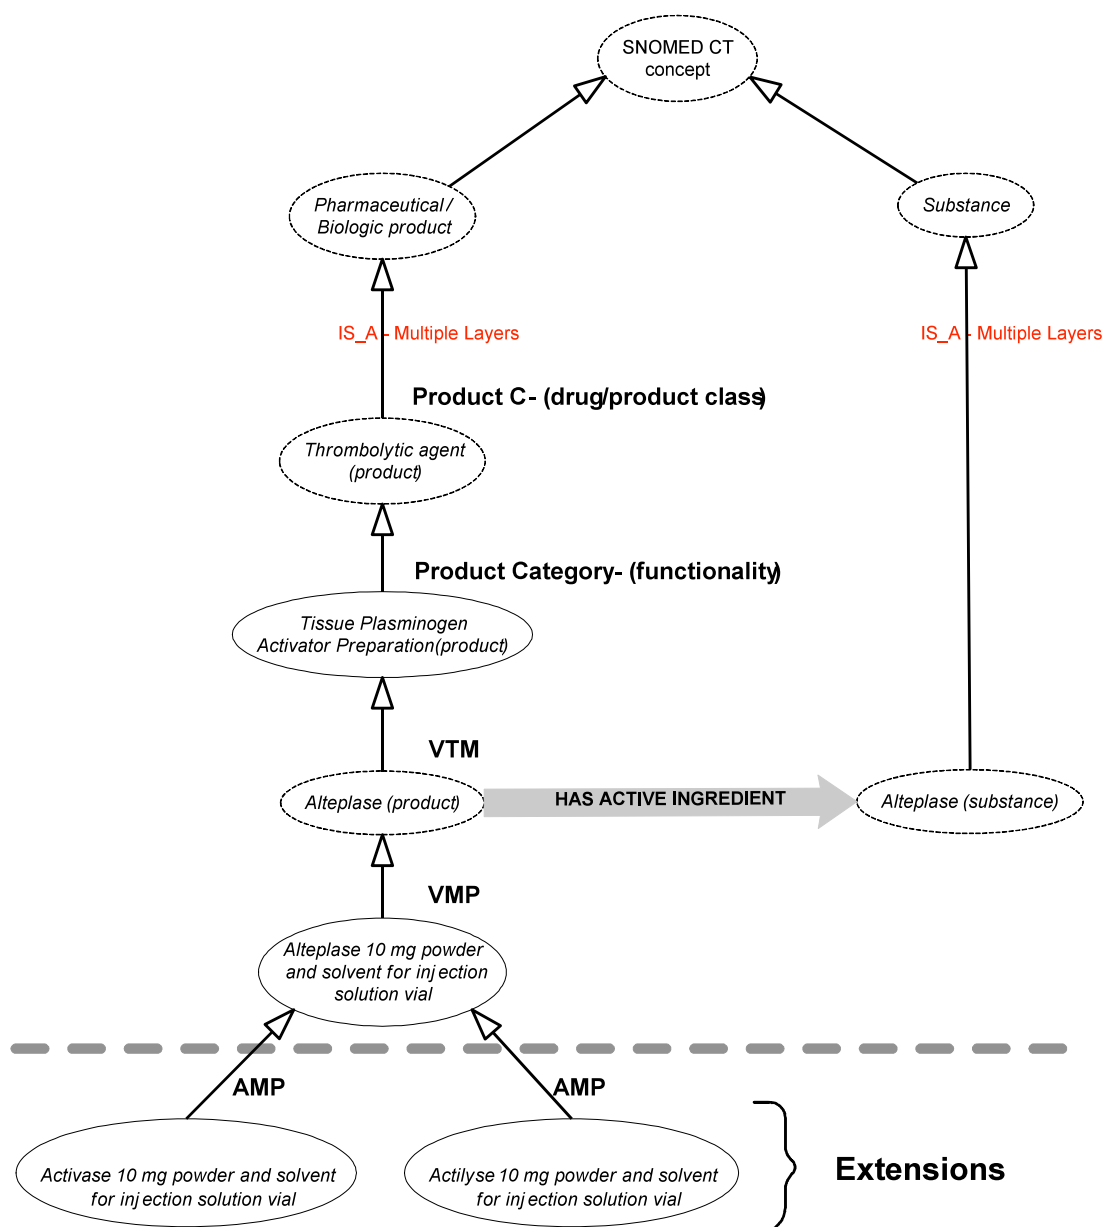 SNOMED CT
concept
Pharmaceutical /
Biologic product
Substance
IS_A - Multiple Layers
IS_A - Multiple Layers
Product C- (drug/product class)
Thrombolytic agent
(product)
Product Category- (functionality)
Tissue Plasminogen
Activator Preparation(product)
VTM
Alteplase (product)
HAS ACTIVE INGREDIENT
Alteplase (substance)
VMP
Alteplase 10 mg powder
and solvent for injection
solution vial
AMP
AMP
Activase 10 mg powder and solvent
for injection solution vial
Actilyse 10 mg powder and solvent
for injection solution vial
Extensions